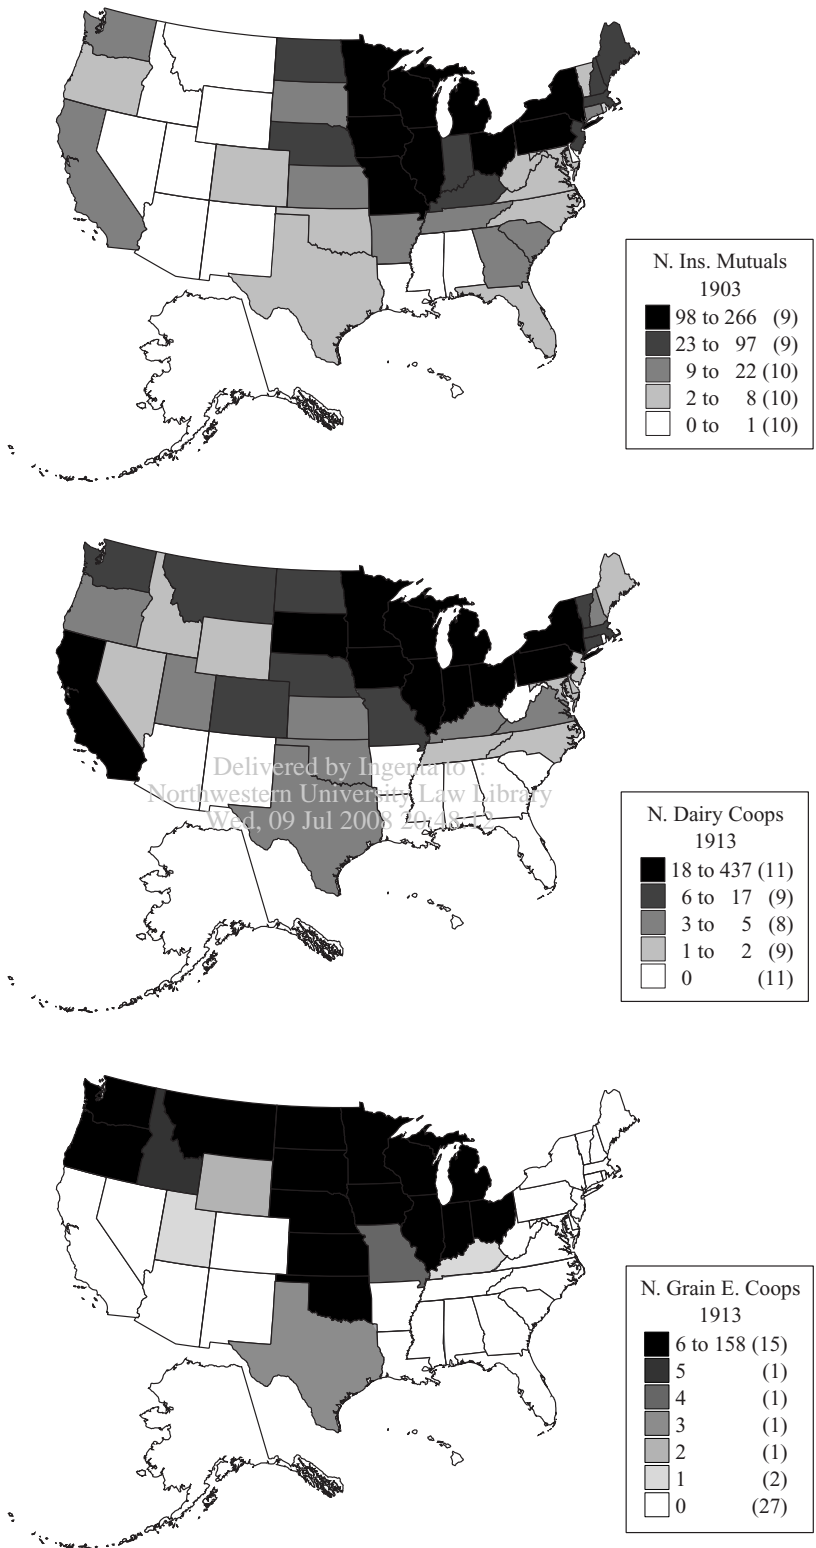 N. Ins. Mutuals
1903
98 to 266 (9)
23 to 97 (9)
9 to 22 (10)
2 to 8 (10)
0 to 1 (10)
Delivered by Ingenta to :
Northwestern University Law Library
Wed, 09 Jul 2008 20:48:12
N. Dairy Coops
1913
18 to 437 (11)
6 to 17 (9)
3 to 5 (8)
1 to 2 (9)
0 (11)
N. Grain E. Coops
1913
6 to 158 (15)
5 (1)
4 (1)
3 (1)
2 (1)
1 (2)
0 (27)